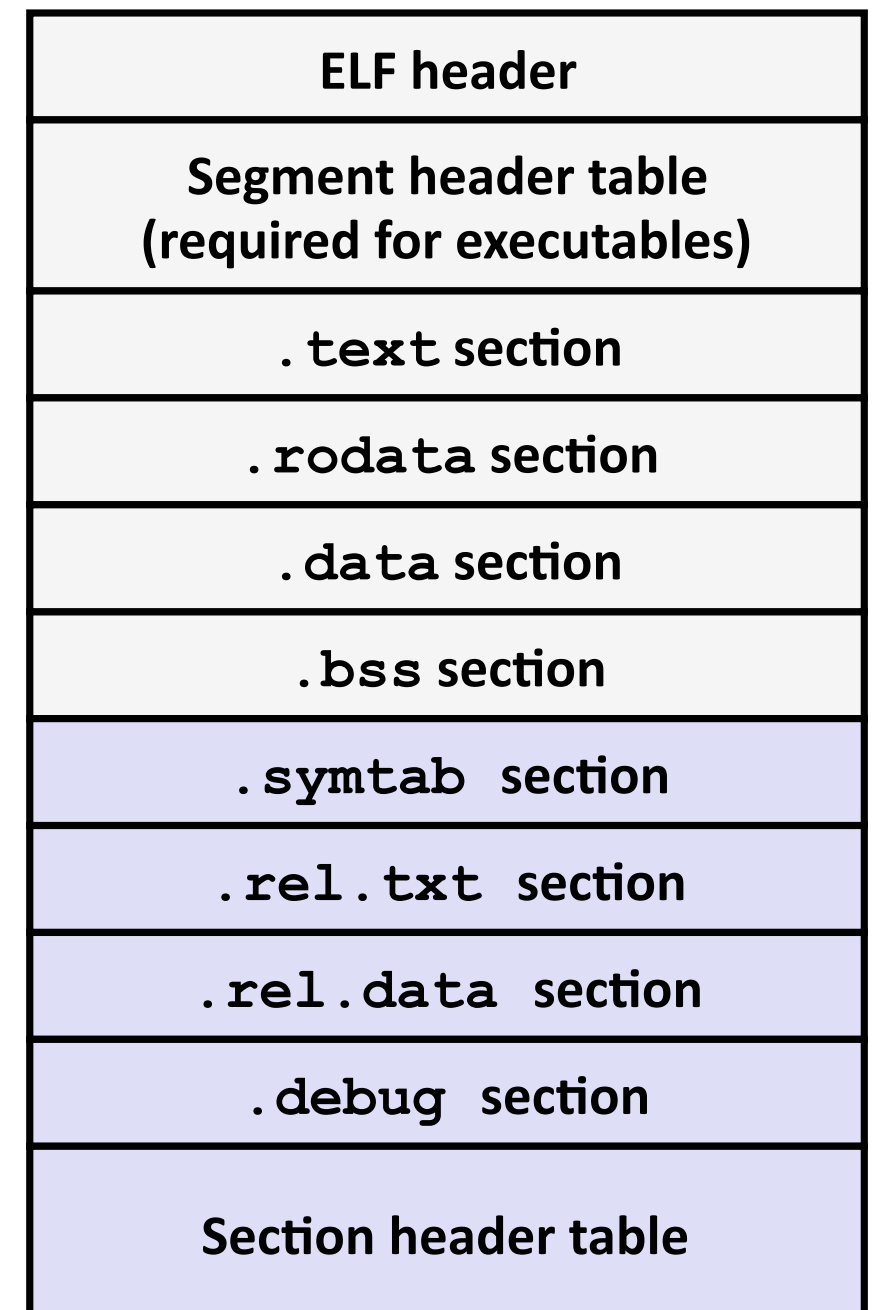 ELF header
Segment header table
(required for executables)
.text section
.rodata section
.data section
.bss section
.symtab section
.rel.txt section
.rel.data section
.debug section
Section header table